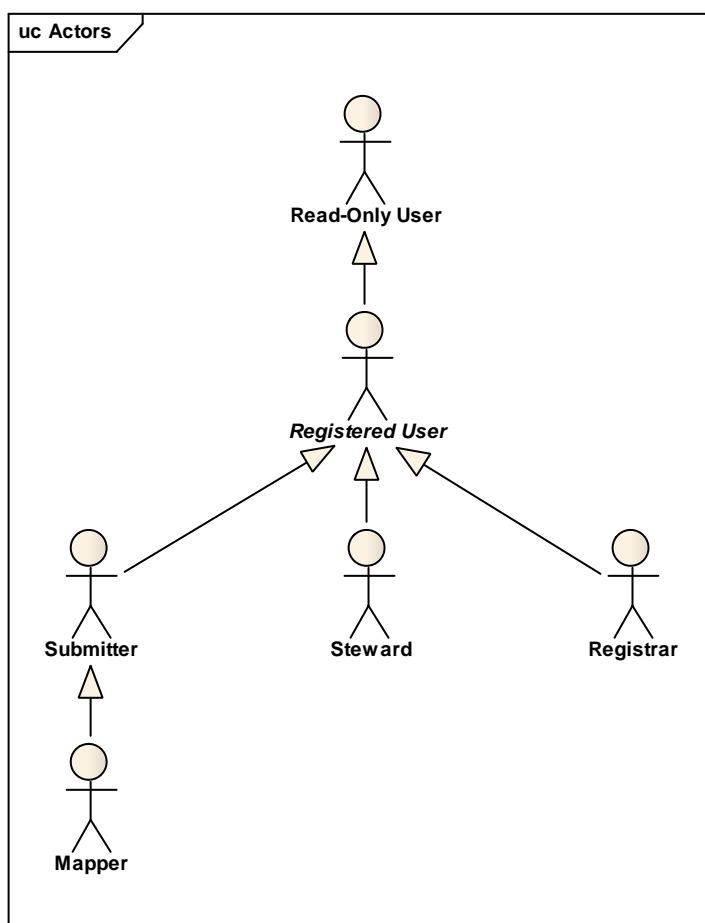 uc Actors
Read-Only User
Registered User
Submitter
Steward
Registrar
Mapper